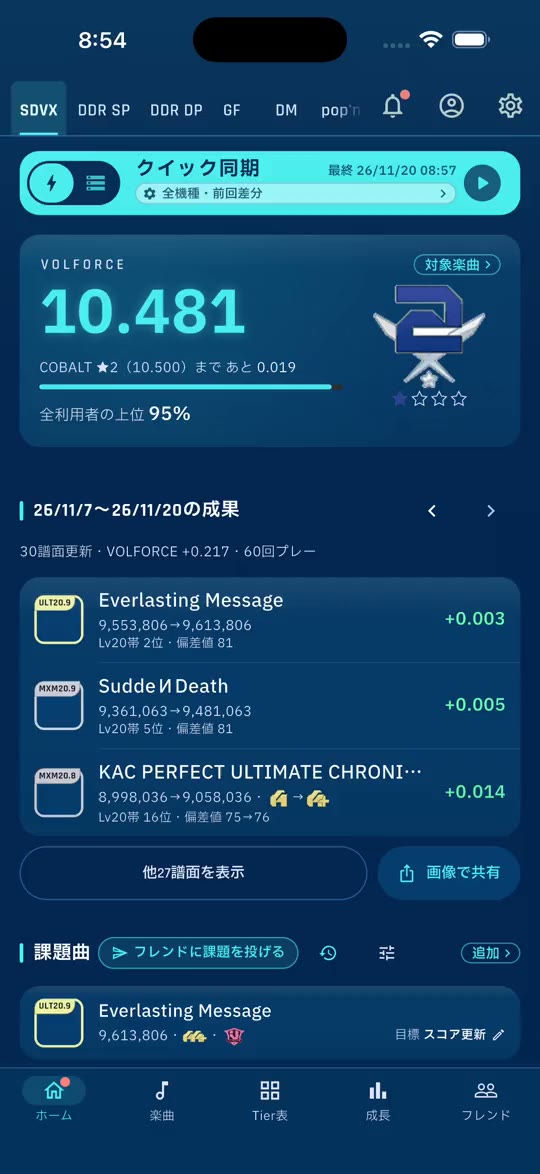 8:54
SDVX DDR SP DDR DP GF DM pop'n
クイック同期 最終 26/11/20 08:57
全機種・前回差分
VOLFORCE 対象楽曲
10.481
COBALT ★2（10.500）まで あと 0.019
全利用者の上位 95%
26/11/7〜26/11/20の成果
30譜面更新・VOLFORCE +0.217・60回プレー
ULT20.9
Everlasting Message
9,553,806→9,613,806
Lv20帯 2位・偏差値 81
+0.003
MXM20.9
SuddeИDeath
9,361,063→9,481,063
Lv20帯 5位・偏差値 81
+0.005
MXM20.8
KAC PERFECT ULTIMATE CHRONI…
8,998,036→9,058,036・→
Lv20帯 16位・偏差値 75→76
+0.014
他27譜面を表示
画像で共有
課題曲 フレンドに課題を投げる 追加
ULT20.9
Everlasting Message
9,613,806・・
目標 スコア更新
ホーム 楽曲 Tier表 成長 フレンド